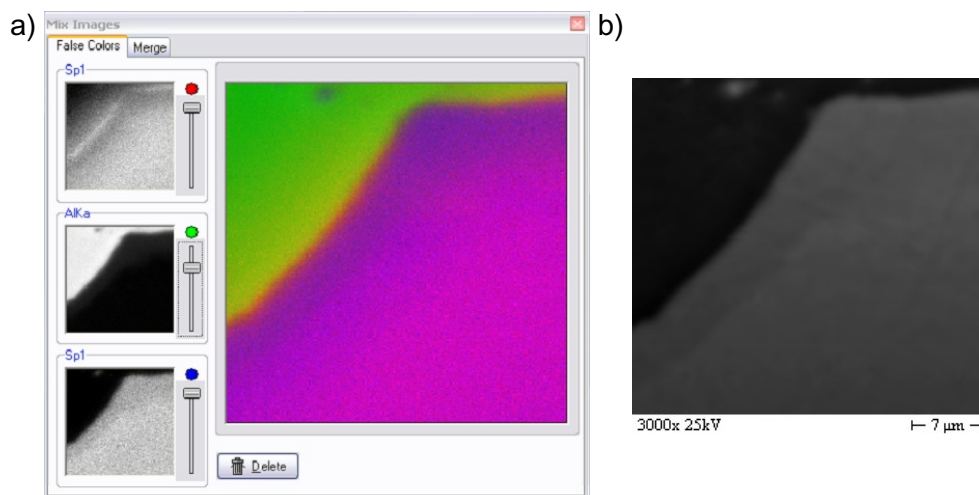 a)
Mix Images
False Colors Merge
Sp1
AlKa
Sp1
Delete
b)
3000x 25kV
7 µm